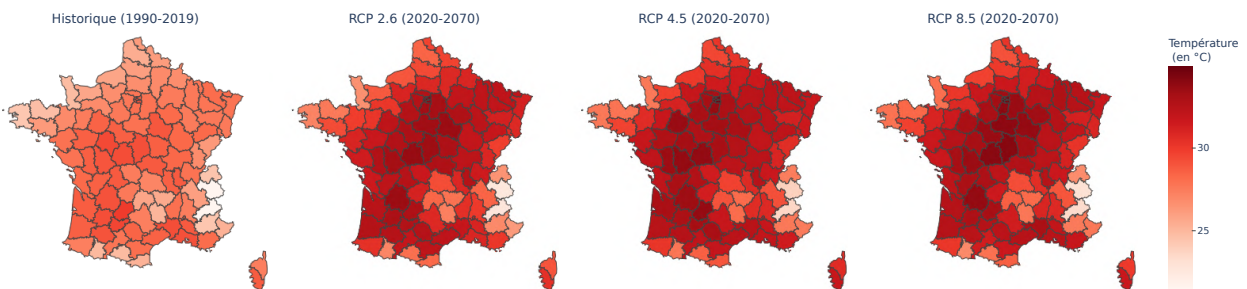 Historique (1990-2019)
RCP 2.6 (2020-2070)
RCP 4.5 (2020-2070)
RCP 8.5 (2020-2070)
Température
(en °C)
30
25